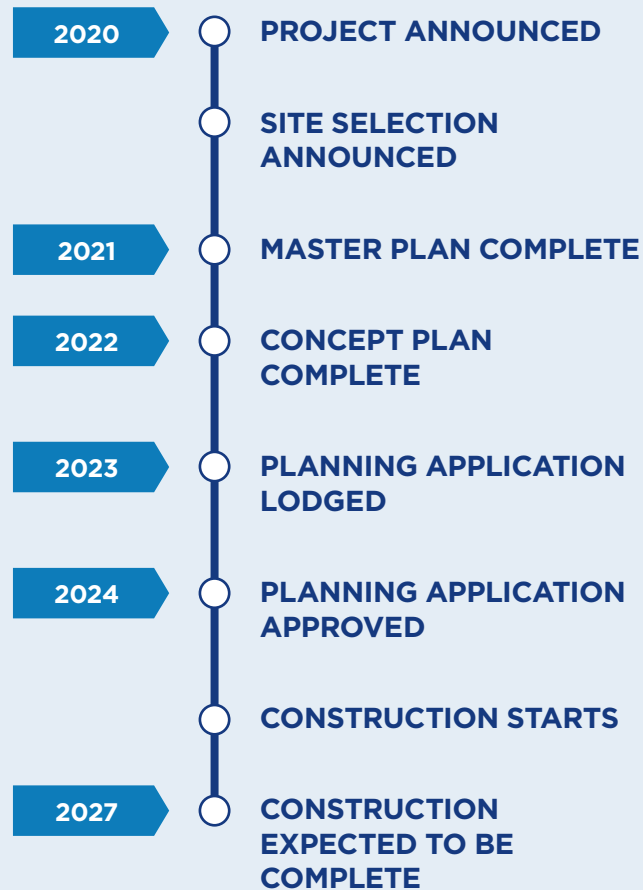 2020
PROJECT ANNOUNCED
SITE SELECTION
ANNOUNCED
2021
MASTER PLAN COMPLETE
2022
CONCEPT PLAN
COMPLETE
2023
PLANNING APPLICATION
LODGED
2024
PLANNING APPLICATION
APPROVED
CONSTRUCTION STARTS
2027
CONSTRUCTION
EXPECTED TO BE
COMPLETE